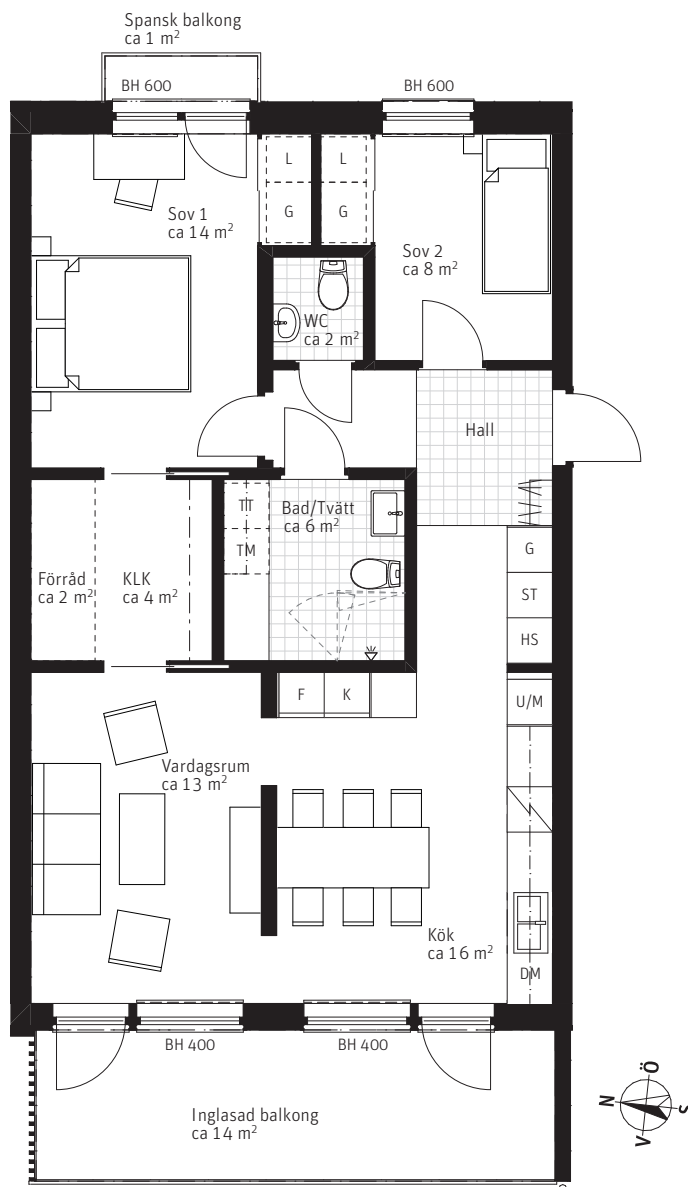 Spansk balkong
ca 1 m²
BH 600
BH 600
L
L
G
G
Sov 1
ca 14 m²
Sov 2
ca 8 m²
WC
ca 2 m²
Hall
TT
Bad/Tvätt
ca 6 m²
TM
G
Förråd
ca 2 m²
KLK
ca 4 m²
ST
HS
F
K
U/M
Vardagsrum
ca 13 m²
Kök
ca 16 m²
DM
BH 400
BH 400
Inglasad balkong
ca 14 m²
Ö
N
S
V